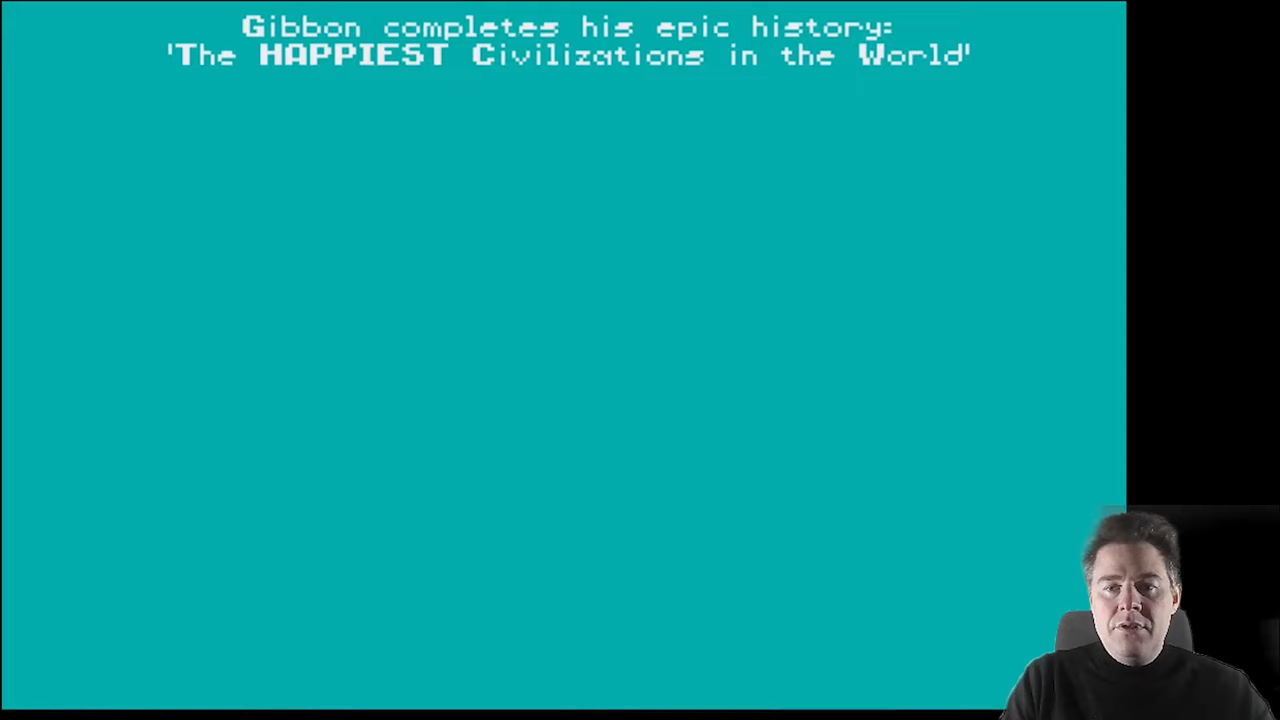 Gibbon completes his epic history:
'The HAPPIEST Civilizations in the World'